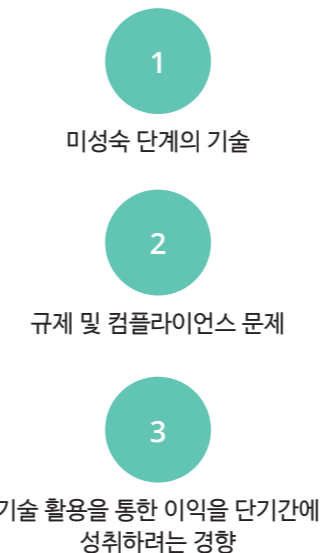 1
미성숙 단계의 기술
2
규제 및 컴플라이언스 문제
3
기술 활용을 통한 이익을 단기간에
성취하려는 경향